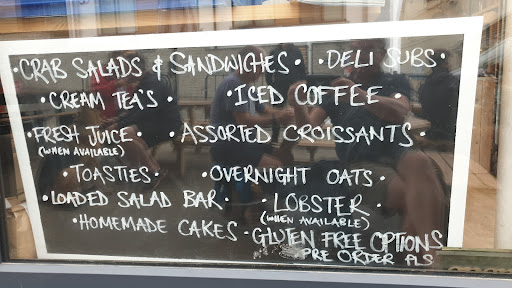 • CRAB SALADS & SANDWICHES • • DELI SUBS •
• CREAM TEA'S • • ICED COFFEE •
• FRESH JUICE • • ASSORTED CROISSANTS •
(WHEN AVAILABLE)
• TOASTIES • • OVERNIGHT OATS •
• LOADED SALAD BAR • • LOBSTER •
(WHEN AVAILABLE)
• HOMEMADE CAKES • • GLUTEN FREE OPTIONS
PRE ORDER PLS